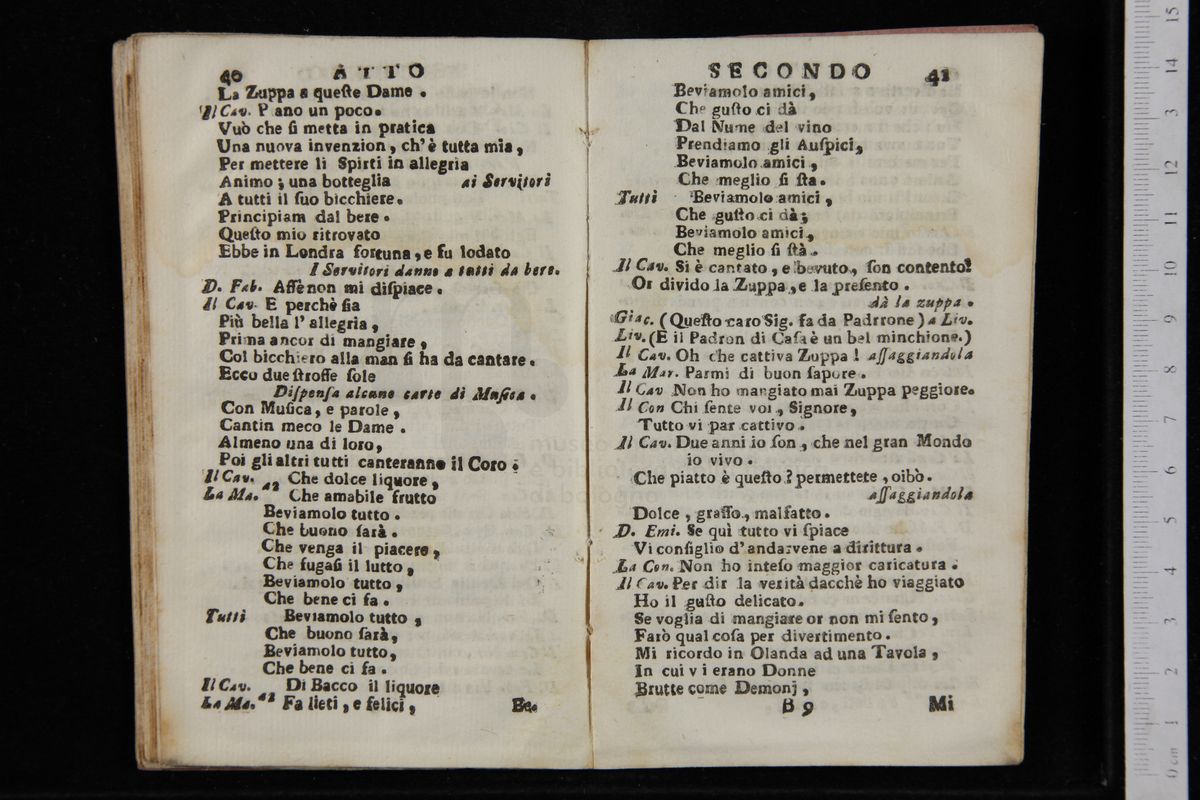 40 ATTO
La Zuppa a queſte Dame .
Il Cav. P ano un poco.
Vuò che ſi metta in pratica
Una nuova invenzion , ch'è tutta mia ,
Per mettere li Spirti in allegria
Animo ; una botteglia ai Servitori
A tutti il ſuo bicchiere.
Principiam dal bere .
Queſto mio ritrovato
Ebbe in Londra fortuna , e fu lodato
I Servitori danno a tutti da bere.
D. Fab. Affè non mi diſpiace .
Il Cav. E perchè ſia
Più bella l' allegria ,
Prima ancor di mangiare ,
Col bicchiero alla man ſi ha da cantare .
Ecco due ſtroffe ſole
Diſpenſa alcune carte di Muſica .
Con Muſica , e parole ,
Cantin meco le Dame .
Almeno una di loro,
Poi gli altri tutti canteranno il Coro :
Il Cav. a2 Che dolce liquore ,
La Ma. Che amabile frutto
Beviamolo tutto .
Che buono ſarà .
Che venga il piacere ,
Che fugaſi il lutto ,
Beviamolo tutto ,
Che bene ci fa .
Tutti Beviamolo tutto ,
Che buono ſarà,
Beviamolo tutto,
Che bene ci fa .
Il Cav. Di Bacco il liquore
La Ma. a2 Fa lieti , e felici ,
Be.
SECONDO 41
Beviamolo amici ,
Che guſto ci dà
Dal Nume del vino
Prendiamo gli Auſpici,
Beviamolo amici ,
Che meglio ſi ſta .
Tutti Beviamolo amici ,
Che guſto ci dà ;
Beviamolo amici ,
Che meglio ſi ſtà .
Il Cav. Si è cantato , e bevuto , ſon contento!
Or divido la Zuppa , e la preſento .
dà la zuppa .
Giac. ( Queſto caro Sig. fa da Padrrone ) a Liv.
Liv. (E il Padron di Caſa è un bel minchione.)
Il Cav. Oh che cattiva Zuppa ! aſſaggiandola
La Mar. Parmi di buon ſapore .
Il Cav Non ho mangiato mai Zuppa peggiore.
Il Con Chi ſente voi , Signore ,
Tutto vi par cattivo .
Il Cav. Due anni io ſon , che nel gran Mondo
io vivo .
Che piatto è queſto ? permettete , oibò .
aſſaggiandola
Dolce , graſſo , malfatto .
D. Emi. Se quì tutto vi ſpiace
Vi conſiglio d' andarvene a dirittura .
La Con. Non ho inteſo maggior caricatura .
Il Cav. Per dir la verità dacchè ho viaggiato
Ho il guſto delicato.
Se voglia di mangiare or non mi ſento ,
Farò qual coſa per divertimento .
Mi ricordo in Olanda ad una Tavola ,
In cui v i erano Donne
Brutte come Demonj ,
B 9 Mi